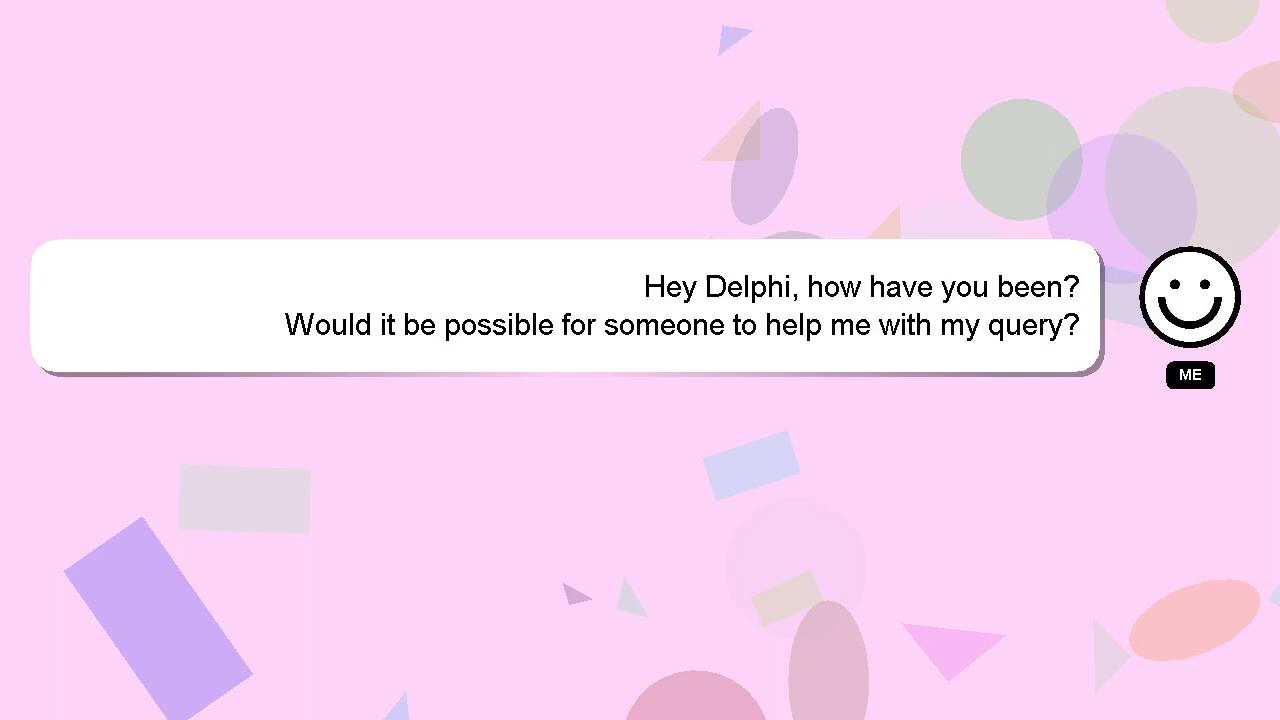 Hey Delphi, how have you been?
Would it be possible for someone to help me with my query?
ME